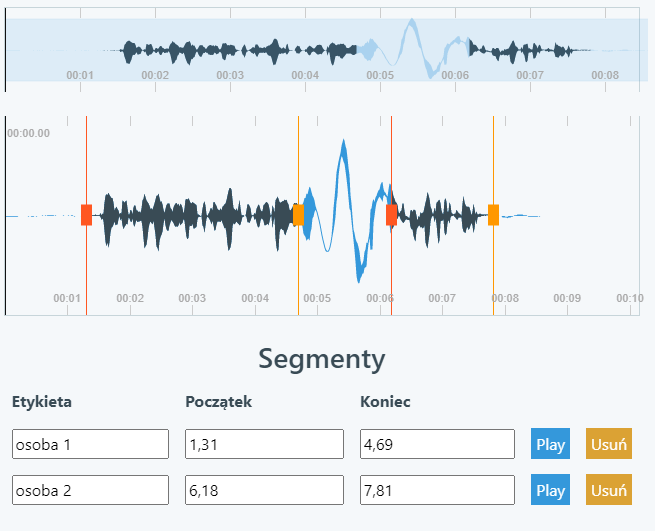 00:01 00:02 00:03 00:04 00:05 00:06 00:07 00:08
00:00.00
00:01 00:02 00:03 00:04 00:05 00:06 00:07 00:08 00:09 00:10
Segmenty
Etykieta Początek Koniec
osoba 1 1,31 4,69 Play Usuń
osoba 2 6,18 7,81 Play Usuń